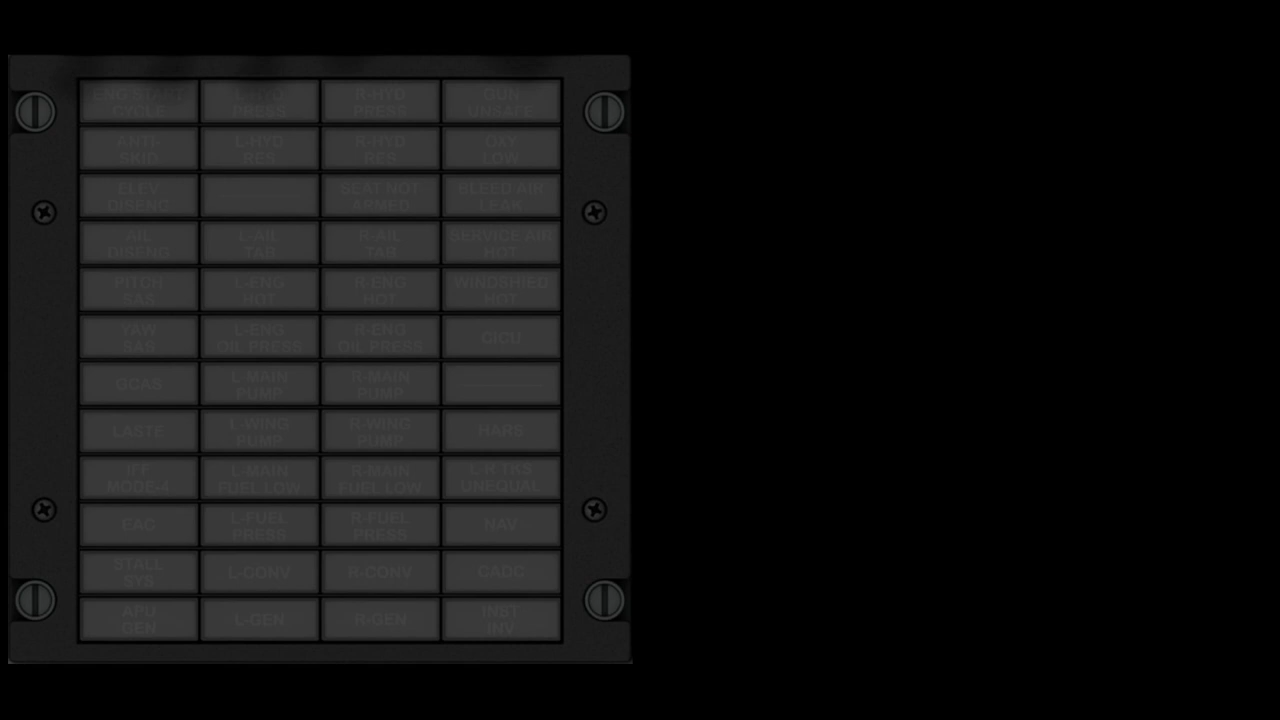 ENG START
CYCLE
L-HYD
PRESS
R-HYD
PRESS
GUN
UNSAFE
ANTI-
SKID
L-HYD
RES
R-HYD
RES
OXY
LOW
ELEV
DISENG
SEAT NOT
ARMED
BLEED AIR
LEAK
AIL
DISENG
L-AIL
TAB
R-AIL
TAB
SERVICE AIR
HOT
PITCH
SAS
L-ENG
HOT
R-ENG
HOT
WINDSHIED
HOT
YAW
SAS
L-ENG
OIL PRESS
R-ENG
OIL PRESS
CICU
GCAS
L-MAIN
PUMP
R-MAIN
PUMP
LASTE
L-WING
PUMP
R-WING
PUMP
HARS
IFF
MODE-4
L-MAIN
FUEL LOW
R-MAIN
FUEL LOW
L-R TKS
UNEQUAL
EAC
L-FUEL
PRESS
R-FUEL
PRESS
NAV
STALL
SYS
L-CONV
R-CONV
CADC
APU
GEN
L-GEN
R-GEN
INST
INV